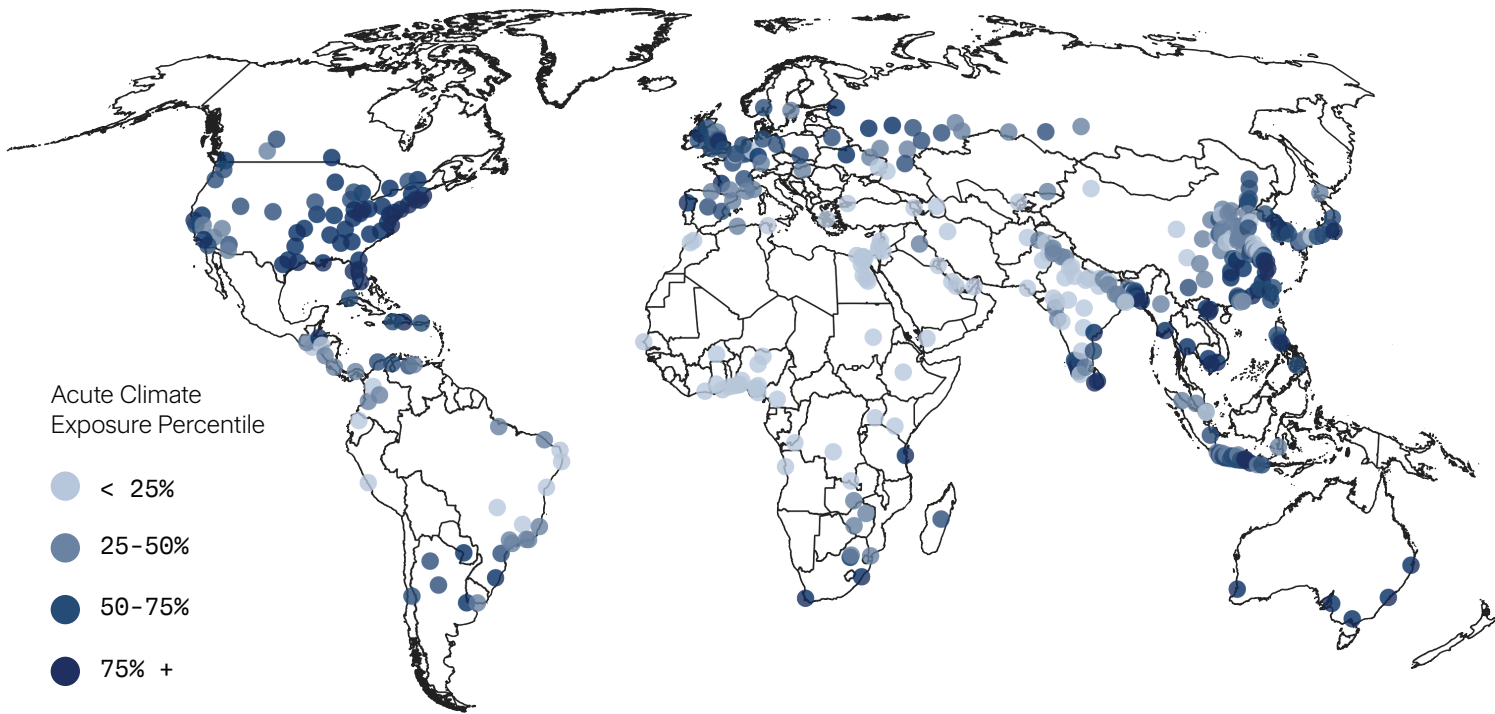 Acute Climate
Exposure Percentile
< 25%
25-50%
50-75%
75% +